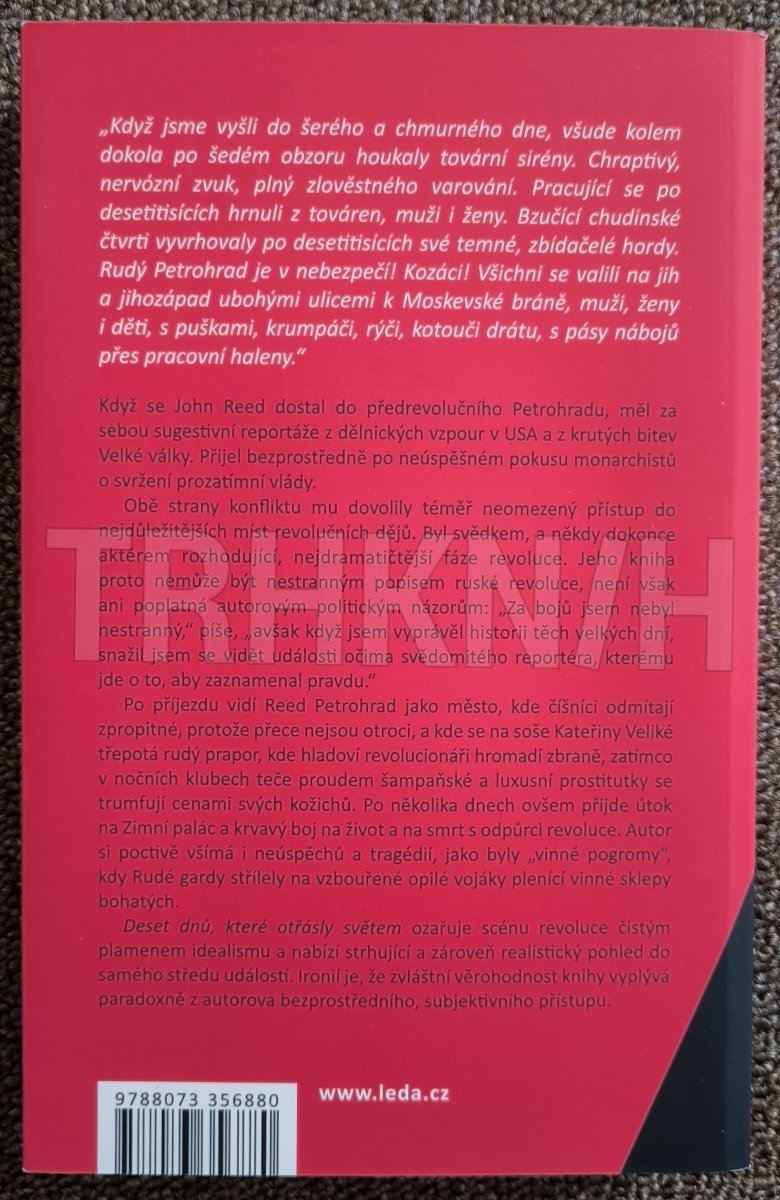 „Když jsme vyšli do šerého a chmurného dne, všude kolem
dokola po šedém obzoru houkaly tovární sirény. Chraptivý,
nervózní zvuk, plný zlověstného varování. Pracující se po
desetitisících hrnuli z továren, muži i ženy. Bzučící chudinské
čtvrti vyvrhovaly po desetitisících své temné, zbídačelé hordy.
Rudý Petrohrad je v nebezpečí! Kozáci! Všichni se valili na jih
a jihozápad ubohými ulicemi k Moskevské bráně, muži, ženy
i děti, s puškami, krumpáči, rýči, kotouči drátu, s pásy nábojů
přes pracovní haleny.“
Když se John Reed dostal do předrevolučního Petrohradu, měl za
sebou sugestivní reportáže z dělnických vzpour v USA a z krutých bitev
Velké války. Přijel bezprostředně po neúspěšném pokusu monarchistů
o svržení prozatímní vlády.
Obě strany konfliktu mu dovolily téměř neomezený přístup do
nejdůležitějších míst revolučních dějů. Byl svědkem, a někdy dokonce
aktérem rozhodující, nejdramatičtější fáze revoluce. Jeho kniha
proto nemůže být nestranným popisem ruské revoluce, není však
ani poplatná autorovým politickým názorům: „Za bojů jsem nebyl
nestranný,“ píše, „avšak když jsem vyprávěl historii těch velkých dní,
snažil jsem se vidět události očima svědomitého reportéra, kterému
jde o to, aby zaznamenal pravdu.“
Po příjezdu vidí Reed Petrohrad jako město, kde číšníci odmítají
zpropitné, protože přece nejsou otroci, a kde se na soše Kateřiny Veliké
třepotá rudý prapor, kde hladoví revolucionáři hromadí zbraně, zatímco
v nočních klubech teče proudem šampaňské a luxusní prostitutky se
trumfují cenami svých kožichů. Po několika dnech ovšem přijde útok
na Zimní palác a krvavý boj na život a na smrt s odpůrci revoluce. Autor
si poctivě všímá i neúspěchů a tragédií, jako byly „vinné pogromy“,
kdy Rudé gardy střílely na vzbouřené opilé vojáky plenící vinné sklepy
bohatých.
Deset dnů, které otřásly světem ozařuje scénu revoluce čistým
plamenem idealismu a nabízí strhující a zároveň realistický pohled do
samého středu událostí. Ironií je, že zvláštní věrohodnost knihy vyplývá
paradoxně z autorova bezprostředního, subjektivního přístupu.
TRHKNIH
9788073 356880
www.leda.cz